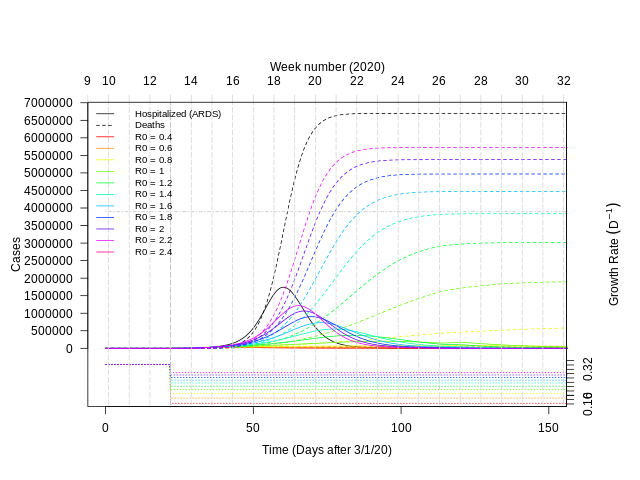 Week number (2020)
9 10 12 14 16 18 20 22 24 26 28 30 32
7000000
6500000
6000000
5500000
5000000
4500000
4000000
3500000
3000000
2500000
2000000
1500000
1000000
500000
0
Cases
Hospitalized (ARDS)
Deaths
R0 = 0.4
R0 = 0.6
R0 = 0.8
R0 = 1
R0 = 1.2
R0 = 1.4
R0 = 1.6
R0 = 1.8
R0 = 2
R0 = 2.2
R0 = 2.4
Growth Rate (D⁻¹)
0.32
0 50 100 150
Time (Days after 3/1/20)